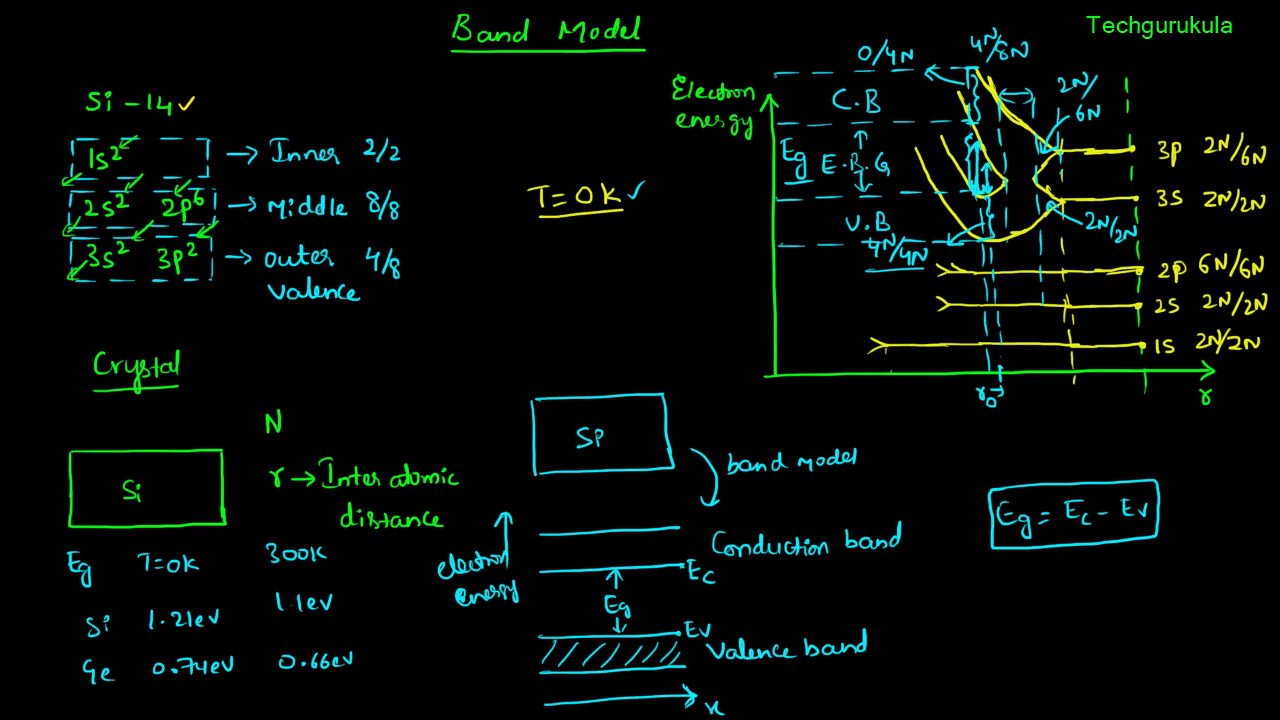 Band Model
Techgurukula
Si - 14 ✓
1s²
→ Inner 2/2
2s² 2p⁶
→ Middle 8/8
3s² 3p²
→ outer 4/8
valence
T = 0 K ✓
Electron
energy
0/4N
4N/8N
2N/6N
C.B
Eg
E.B.G
V.B
4N/4N
2N/2N
3p 2N/6N
3s 2N/2N
2p 6N/6N
2s 2N/2N
1s 2N/2N
r₀
r
Crystal
N
Si
r → Inter atomic
distance
Eg T=0K 300K
Si 1.21eV 1.1eV
Ge 0.74eV 0.66eV
SP
band model
electron
energy
Conduction band
Ec
Eg
Ev
Valence band
x
Eg = Ec - Ev